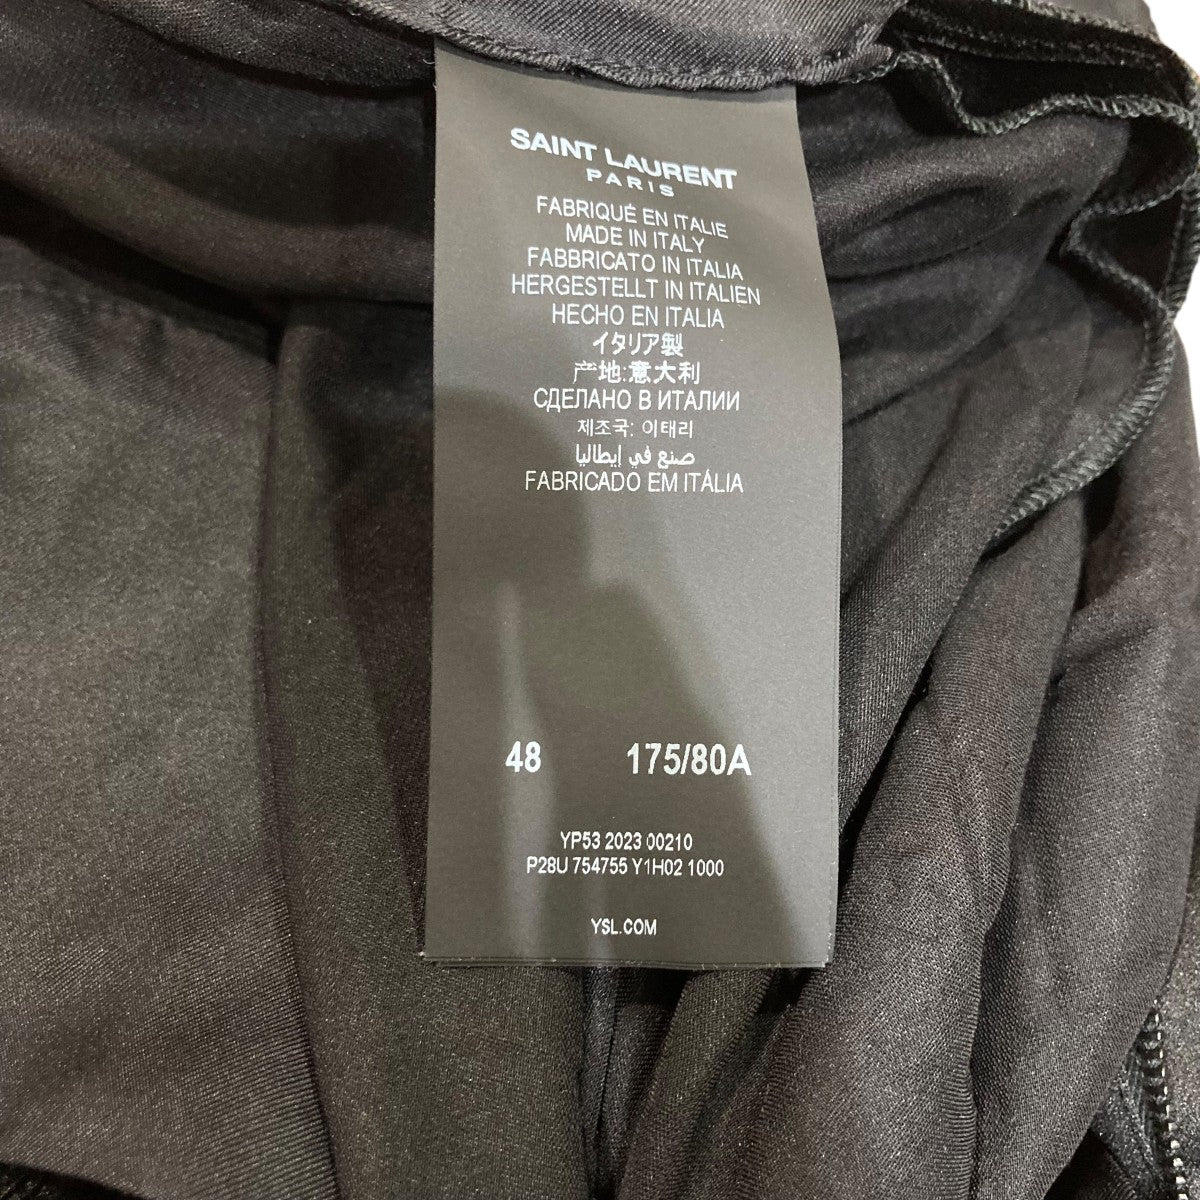 SAINT LAURENT
PARIS
FABRIQUÉ EN ITALIE
MADE IN ITALY
FABBRICATO IN ITALIA
HERGESTELLT IN ITALIEN
HECHO EN ITALIA
イタリア製
产地:意大利
СДЕЛАНО В ИТАЛИИ
제조국: 이태리
صنع في إيطاليا
FABRICADO EM ITÁLIA
48 175/80A
YP53 2023 00210
P28U 754755 Y1H02 1000
YSL.COM